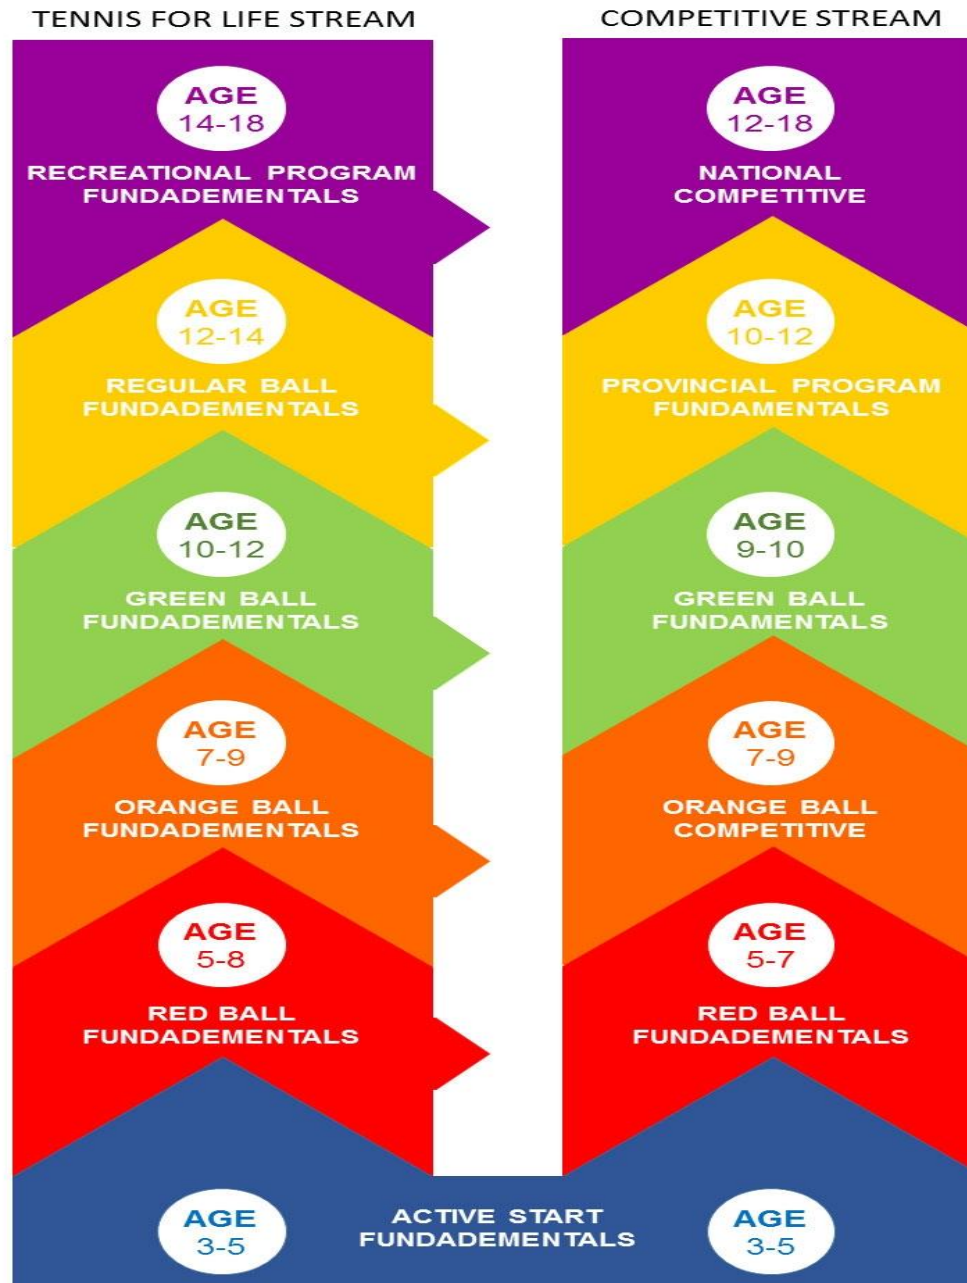 TENNIS FOR LIFE STREAM
AGE
14-18
RECREATIONAL PROGRAM
FUNDADEMENTALS
AGE
12-14
REGULAR BALL
FUNDADEMENTALS
AGE
10-12
GREEN BALL
FUNDADEMENTALS
AGE
7-9
ORANGE BALL
FUNDADEMENTALS
AGE
5-8
RED BALL
FUNDADEMENTALS
COMPETITIVE STREAM
AGE
12-18
NATIONAL
COMPETITIVE
AGE
10-12
PROVINCIAL PROGRAM
FUNDAMENTALS
AGE
9-10
GREEN BALL
FUNDAMENTALS
AGE
7-9
ORANGE BALL
COMPETITIVE
AGE
5-7
RED BALL
FUNDADEMENTALS
AGE
3-5
ACTIVE START
FUNDADEMENTALS
AGE
3-5